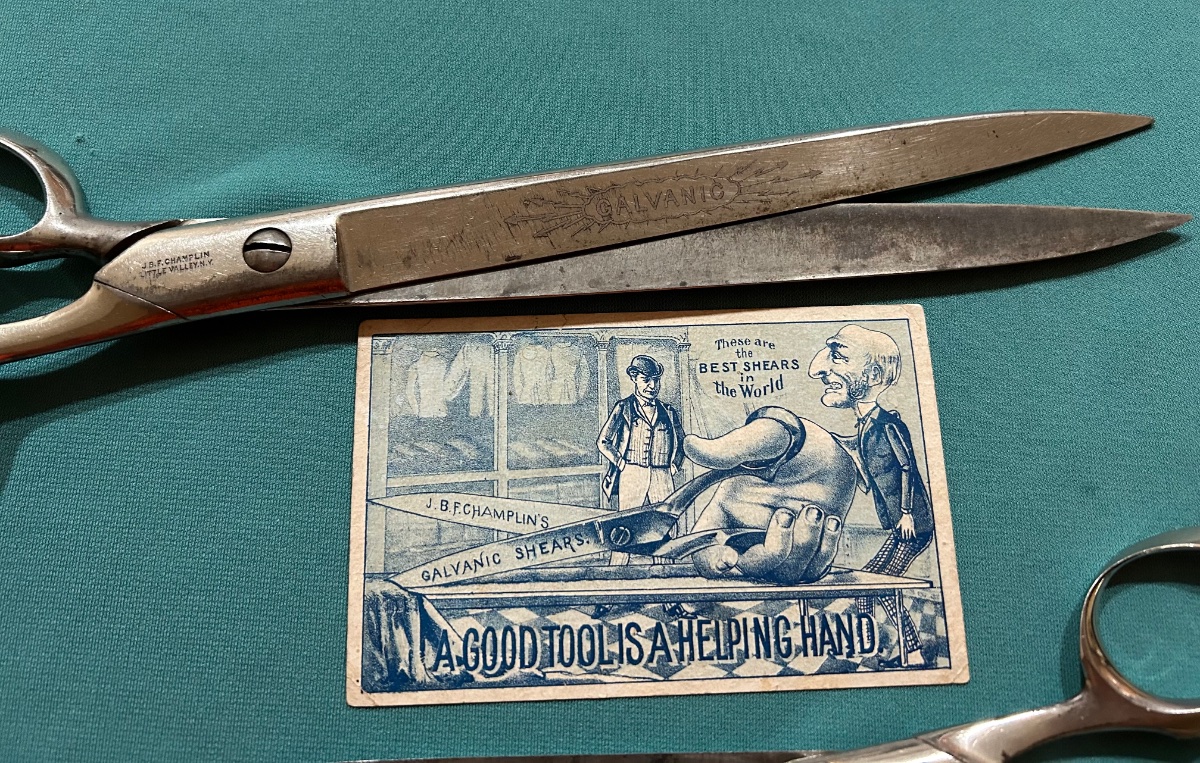 GALVANIC
J.B.F. CHAMPLIN
LITTLE VALLEY. N.Y.
These are
the
BEST SHEARS
in
the World
J.B.F. CHAMPLIN'S
GALVANIC SHEARS.
A GOOD TOOL IS A HELPING HAND.